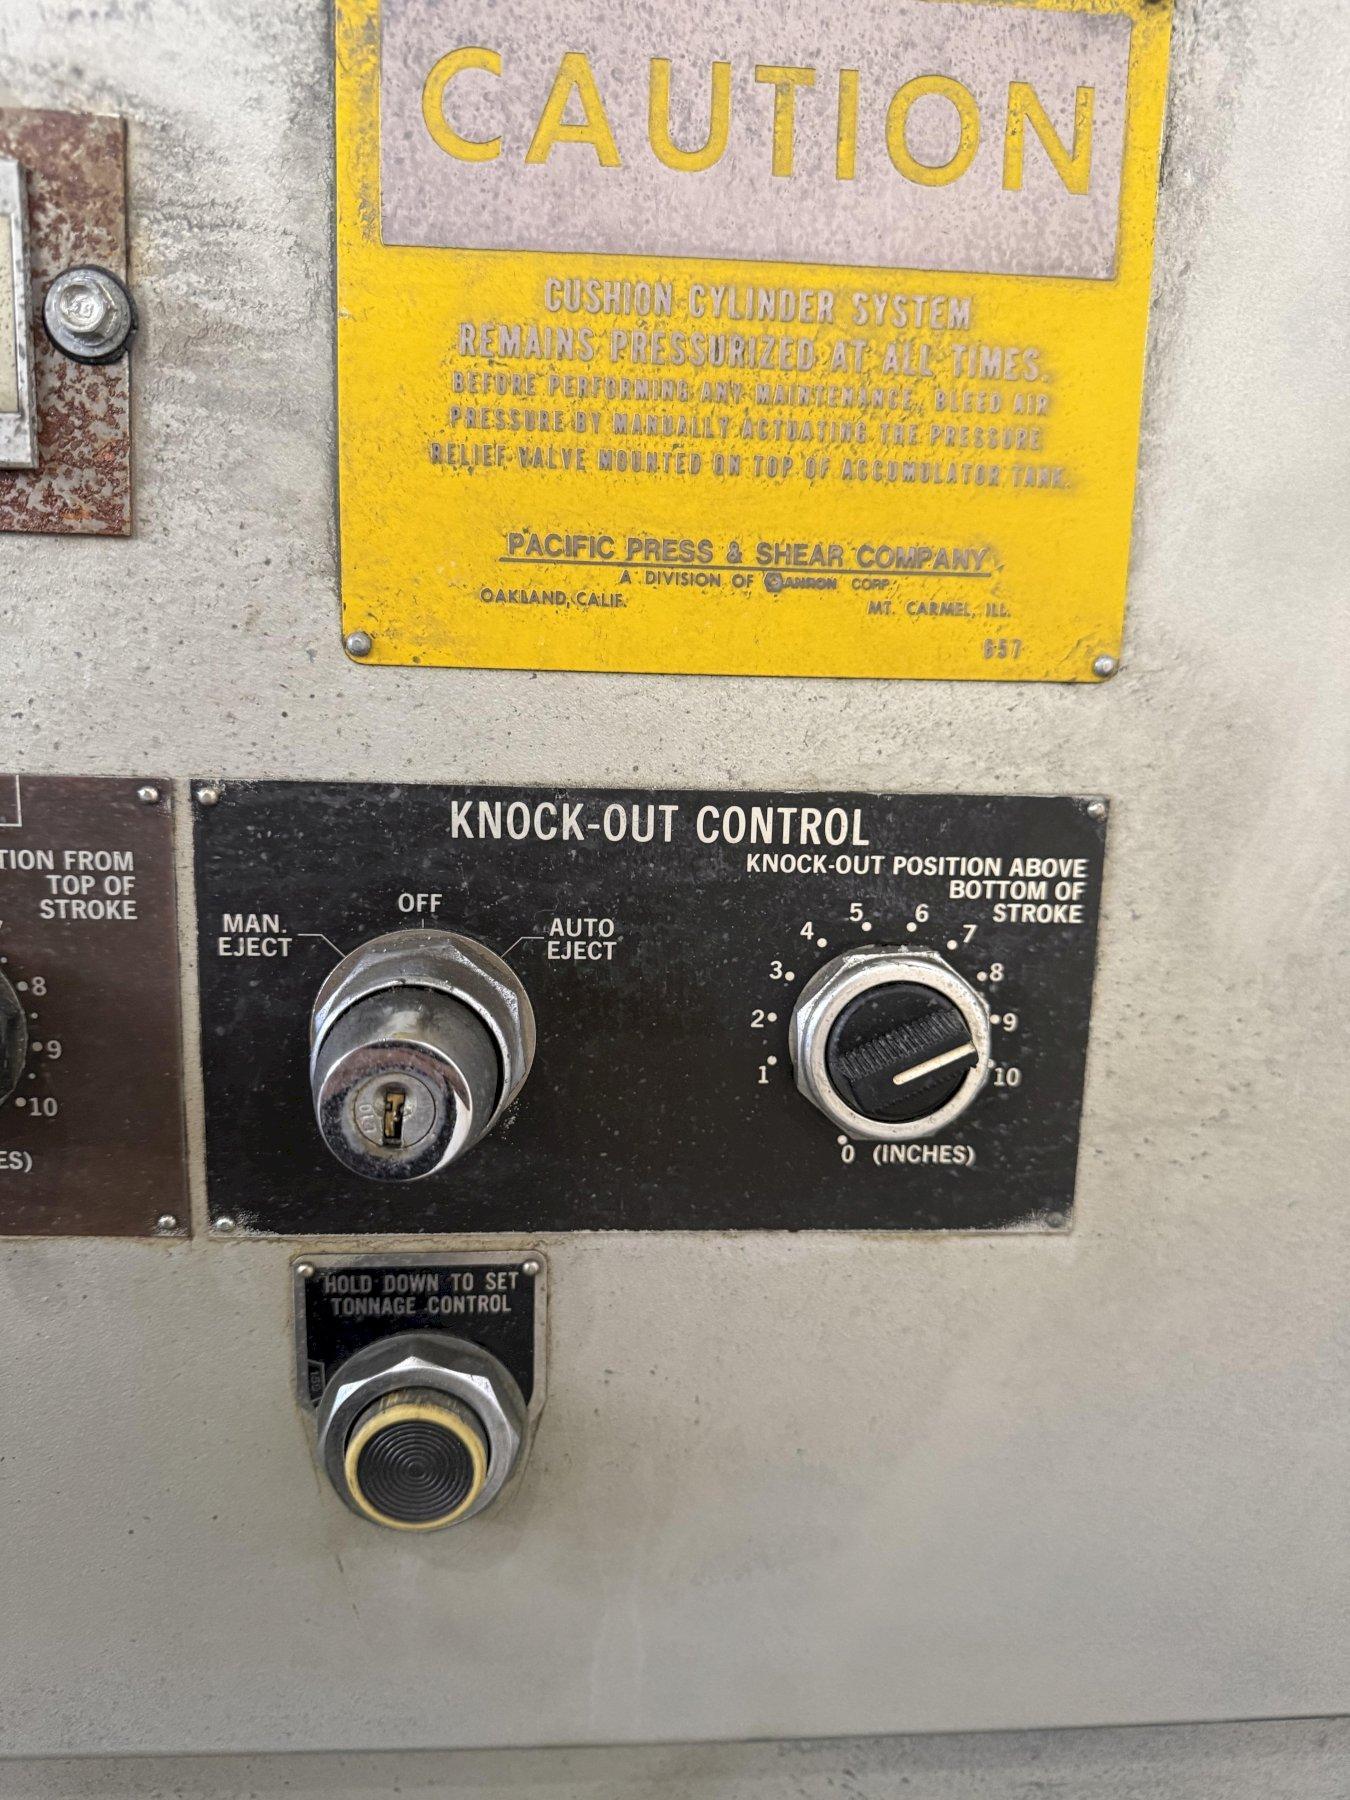 CAUTION
CUSHION CYLINDER SYSTEM
REMAINS PRESSURIZED AT ALL TIMES.
BEFORE PERFORMING ANY MAINTENANCE, BLEED AIR
PRESSURE BY MANUALLY ACTUATING THE PRESSURE
RELIEF VALVE MOUNTED ON TOP OF ACCUMULATOR TANK.
PACIFIC PRESS & SHEAR COMPANY
A DIVISION OF CANRON CORP.
OAKLAND, CALIF.
MT. CARMEL, ILL.
657
TION FROM
TOP OF
STROKE
7
8
9
10
ES)
KNOCK-OUT CONTROL
MAN.
EJECT
OFF
AUTO
EJECT
KNOCK-OUT POSITION ABOVE
BOTTOM OF
STROKE
0 (INCHES)
1
2
3
4
5
6
7
8
9
10
HOLD DOWN TO SET
TONNAGE CONTROL
159